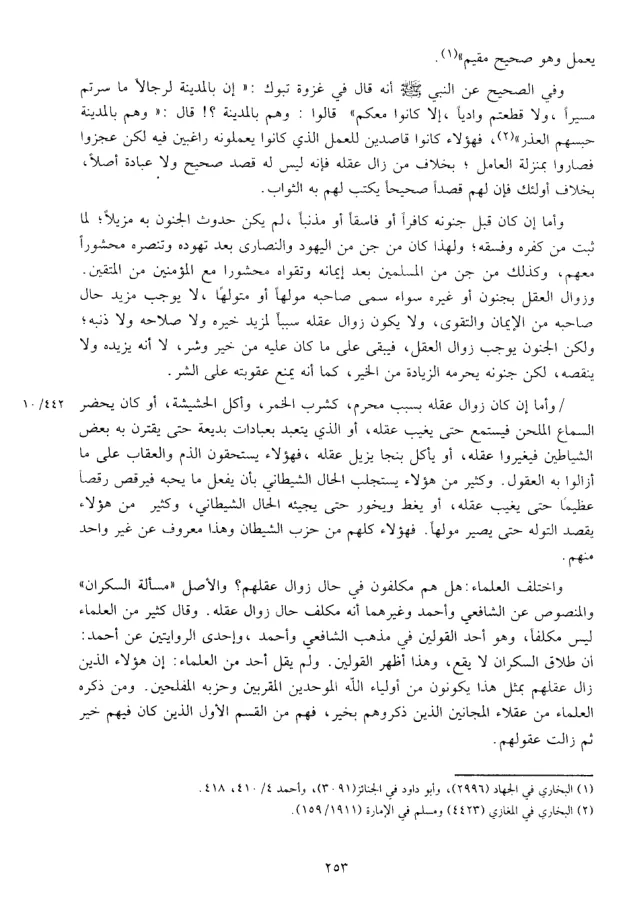 يعمل وهو صحيح مقيم»(١).
وفي الصحيح عن النبي ﷺ أنه قال في غزوة تبوك :« إن بالمدينة لرجالاً ما سرتم
مسيراً ،ولا قطعتم وادياً ،إلا كانوا معكم» قالوا : وهم بالمدينة ؟! قال :« وهم بالمدينة
حبسهم العذر»(٢)، فهؤلاء كانوا قاصدين للعمل الذي كانوا يعملونه راغبين فيه لكن عجزوا
فصاروا بمنزلة العامل ؛ بخلاف من زال عقله فإنه ليس له قصد صحيح ولا عبادة أصلاً،
بخلاف أولئك فإن لهم قصداً صحيحاً يكتب لهم به الثواب.
وأما إن كان قبل جنونه كافراً أو فاسقاً أو مذنباً ،لم يكن حدوث الجنون به مزيلاً؛ لما
ثبت من كفره وفسقه؛ ولهذا كان من جن من اليهود والنصارى بعد تهوده وتنصره محشوراً
معهم، وكذلك من جن من المسلمين بعد إيمانه وتقواه محشورا مع المؤمنين من المتقين.
وزوال العقل بجنون أو غيره سواء سمى صاحبه مولهاً أو متولهًا ،لا يوجب مزيد حال
صاحبه من الإيمان والتقوى، ولا يكون زوال عقله سبباً لمزيد خيره ولا صلاحه ولا ذنبه؛
ولكن الجنون يوجب زوال العقل، فيبقى على ما كان عليه من خير وشر، لا أنه يزيده ولا
ينقصه، لكن جنونه يحرمه الزيادة من الخير، كما أنه يمنع عقوبته على الشر.
١٠/٤٤٢ / وأما إن كان زوال عقله بسبب محرم، كشرب الخمر، وأكل الحشيشة، أو كان يحضر
السماع الملحن فيستمع حتى يغيب عقله، أو الذي يتعبد بعبادات بديعة حتى يقترن به بعض
الشياطين فيغيروا عقله، أو يأكل بنجا يزيل عقله ،فهؤلاء يستحقون الذم والعقاب على ما
أزالوا به العقول. وكثير من هؤلاء يستجلب الحال الشيطاني بأن يفعل ما يحبه فيرقص رقصاً
عظيمًا حتى يغيب عقله، أو يغط ويخور حتى يجيئه الحال الشيطاني، وكثير من هؤلاء
يقصد التوله حتى يصير مولهاً. فهؤلاء كلهم من حزب الشيطان وهذا معروف عن غير واحد
منهم.
واختلف العلماء:هل هم مكلفون في حال زوال عقلهم؟ والأصل «مسألة السكران»
والمنصوص عن الشافعي وأحمد وغيرهما أنه مكلف حال زوال عقله. وقال كثير من العلماء
ليس مكلفاً، وهو أحد القولين في مذهب الشافعي وأحمد ،وإحدى الروايتين عن أحمد:
أن طلاق السكران لا يقع، وهذا أظهر القولين. ولم يقل أحد من العلماء: إن هؤلاء الذين
زال عقلهم بمثل هذا يكونون من أولياء الله الموحدين المقربين وحزبه المفلحين. ومن ذكره
العلماء من عقلاء المجانين الذين ذكروهم بخير، فهم من القسم الأول الذين كان فيهم خير
ثم زالت عقولهم.
(١) البخاري في الجهاد (٢٩٩٦)، وأبو داود في الجنائز(٣٠٩١)، وأحمد ٤/ ٤١٠، ٤١٨.
(٢) البخاري في المغازي (٤٤٢٣) ومسلم في الإمارة (١٩١١/ ١٥٩).
٢٥٣